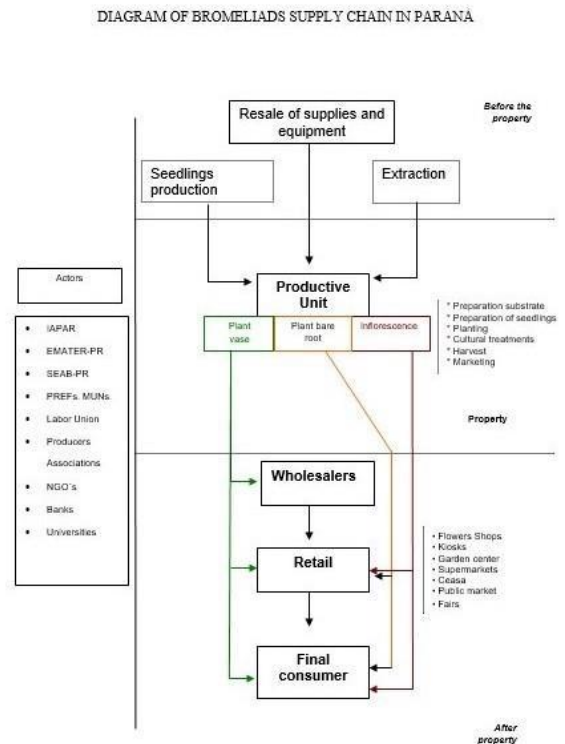 DIAGRAM OF BROMELIADS SUPPLY CHAIN IN PARANÁ
Before the
property
Resale of supplies and
equipment
Seedlings
production
Extraction
Actors
• IAPAR
• EMATER-PR
• SEAB-PR
• PREFs. MUNs.
• Labor Union
• Producers
Associations
• NGO´s
• Banks
• Universities
Productive
Unit
Plant
vase
Plant bare
root
Inflorescence
* Preparation substrate
* Preparation of seedlings
* Planting
* Cultural treatments
* Harvest
* Marketing
Property
Wholesalers
Retail
• Flowers Shops
• Kiosks
• Garden center
• Supermarkets
• Ceasa
• Public market
• Fairs
Final
consumer
After
property